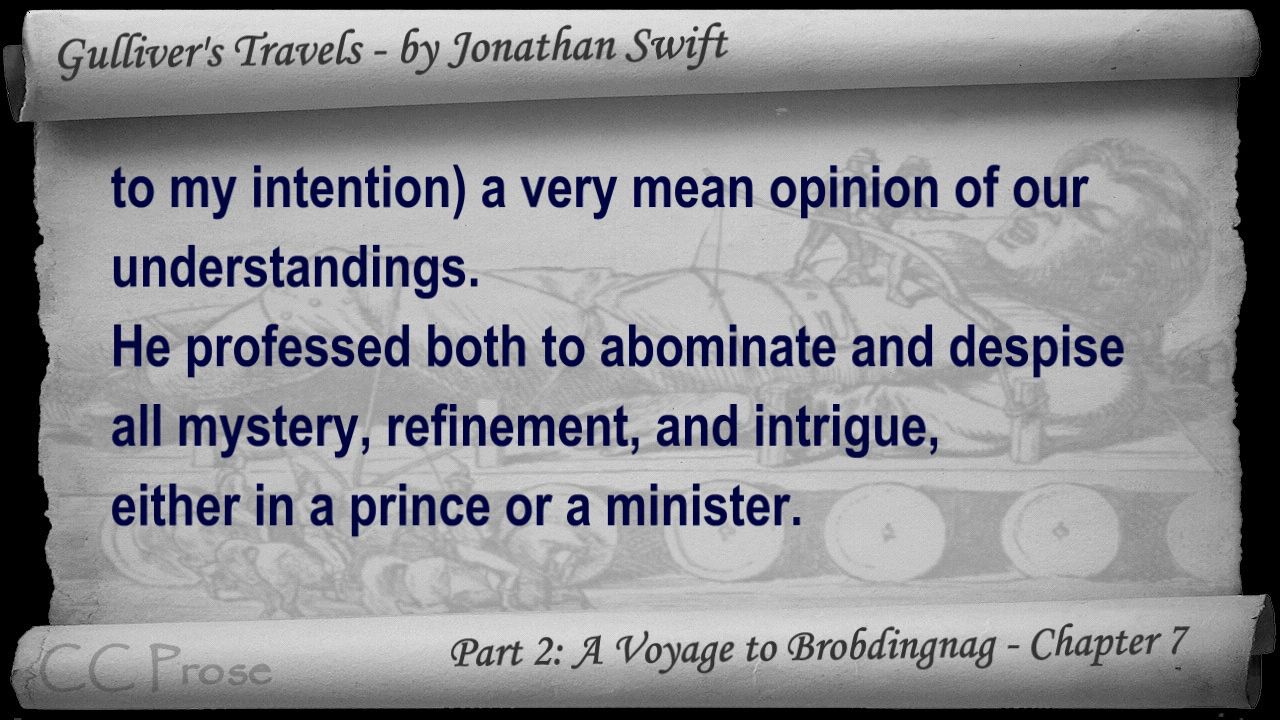 Gulliver's Travels - by Jonathan Swift
to my intention) a very mean opinion of our
understandings.
He professed both to abominate and despise
all mystery, refinement, and intrigue,
either in a prince or a minister.
Part 2: A Voyage to Brobdingnag - Chapter 7
CC Prose